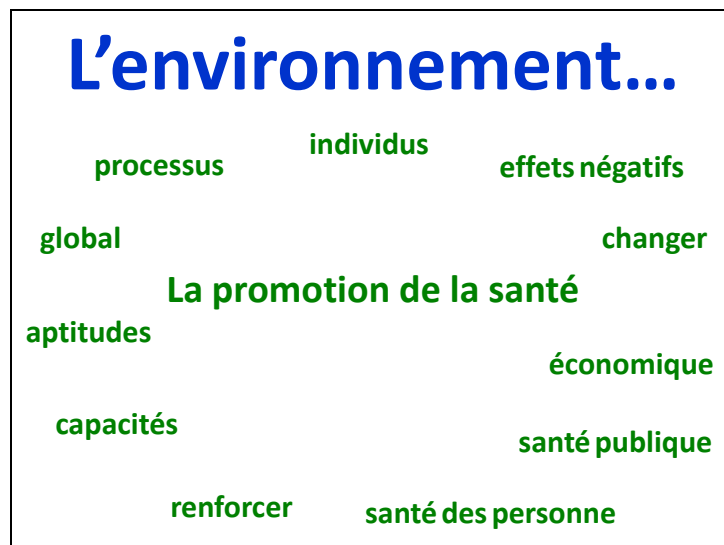 L'environnement...
individus
processus
effets négatifs
global
changer
La promotion de la santé
aptitudes
économique
capacités
santé publique
renforcer
santé des personne